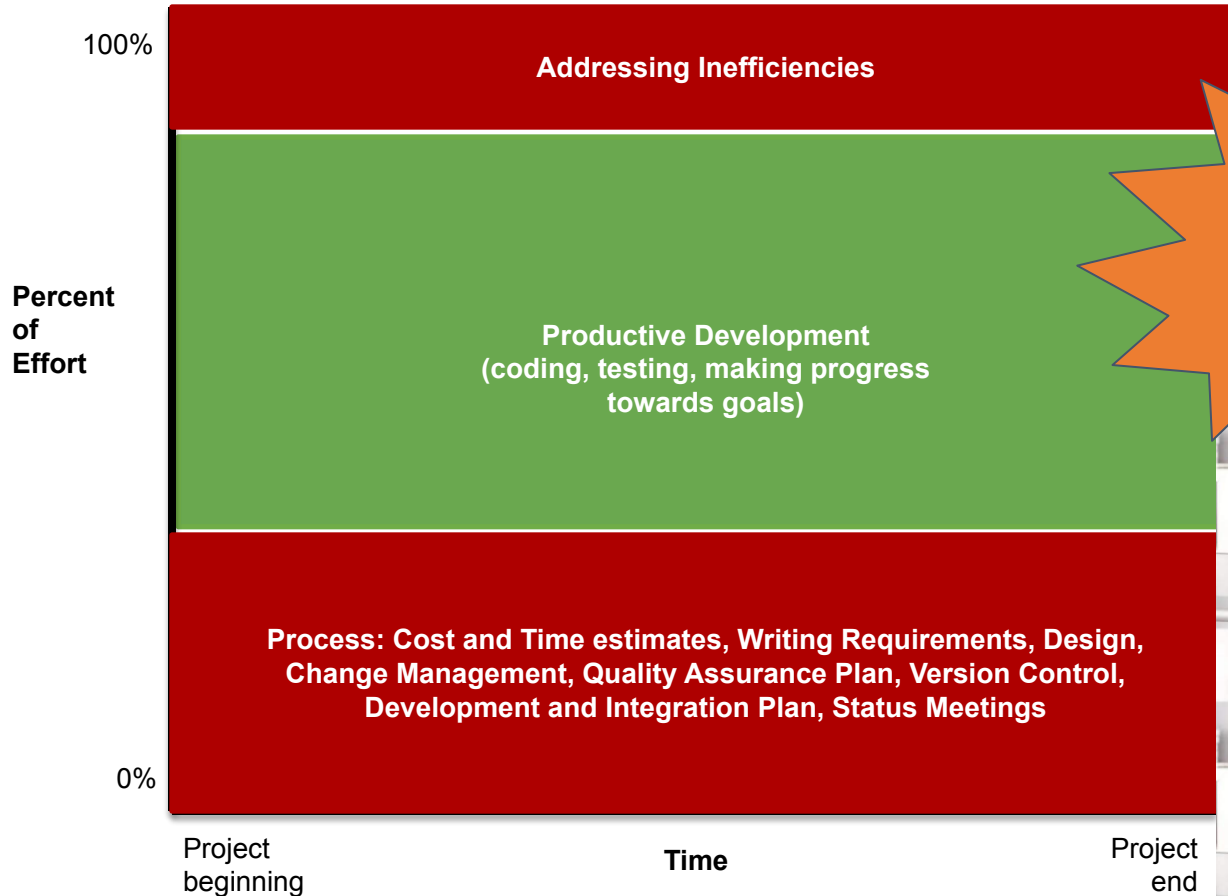 100%
Addressing Inefficiencies
Percent
of
Effort
Productive Development
(coding, testing, making progress
towards goals)
Process: Cost and Time estimates, Writing Requirements, Design,
Change Management, Quality Assurance Plan, Version Control,
Development and Integration Plan, Status Meetings
0%
Project
beginning
Time
Project
end